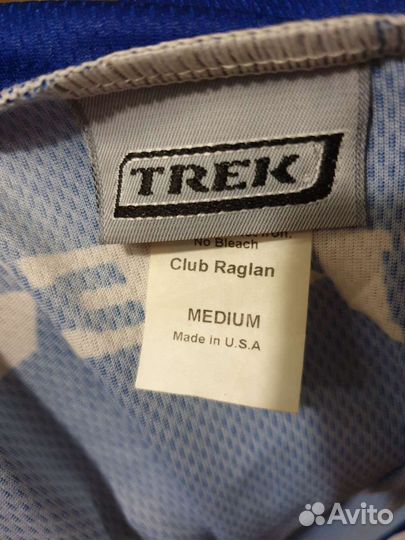 TREK
No Bleach
Club Raglan
MEDIUM
Made in U.S.A
Avito